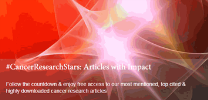 #CancerResearchStars: Articles with Impact
Follow the countdown & enjoy free access to our most mentioned, top cited &
highly downloaded cancer research articles